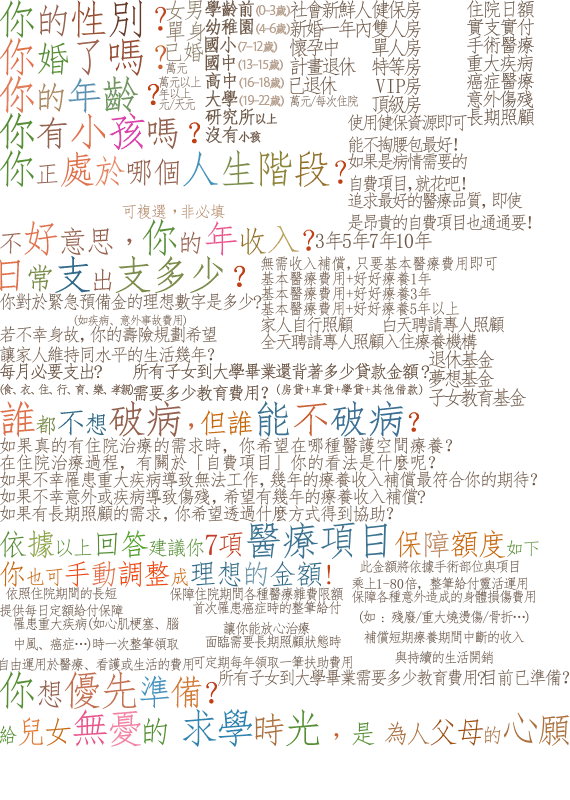 你的性別？
女男
單身
已婚
你婚了嗎？
你的年齡？
萬元
萬元以上
年以上
元/天元
你有小孩嗎？
你正處於哪個人生階段？
學齡前(0-3歲)
幼稚園(4-6歲)
國小(7-12歲)
國中(13-15歲)
高中(16-18歲)
大學(19-22歲)
研究所以上
沒有小孩
社會新鮮人
新婚一年內
懷孕中
計畫退休
已退休
萬元/每次住院
健保房
雙人房
單人房
特等房
VIP房
頂級房
住院日額
實支實付
手術醫療
重大疾病
癌症醫療
意外傷殘
長期照顧
使用健保資源即可
能不掏腰包最好!
如果是病情需要的
自費項目,就花吧!
追求最好的醫療品質, 即使
是昂貴的自費項目也通通要!
可複選，非必填
不好意思，你的年收入？
3年5年7年10年
日常支出支多少？
無需收入補償, 只要基本醫療費用即可
基本醫療費用+好好療養1年
基本醫療費用+好好療養3年
基本醫療費用+好好療養5年以上
你對於緊急預備金的理想數字是多少？
(如疾病、意外事故費用)
家人自行照顧
白天聘請專人照顧
若不幸身故, 你的壽險規劃希望
全天聘請專人照顧入住療養機構
讓家人維持同水平的生活幾年?
退休基金
夢想基金
子女教育基金
每月必要支出?
所有子女到大學畢業還背著多少貸款金額?
(食、衣、住、行、育、樂、孝親)
需要多少教育費用?
(房貸+車貸+學貸+其他借款)
誰都不想破病, 但誰能不破病?
如果真的有住院治療的需求時, 你希望在哪種醫護空間療養?
在住院治療過程, 有關於「自費項目」你的看法是什麼呢?
如果不幸罹患重大疾病導致無法工作, 幾年的療養收入補償最符合你的期待?
如果不幸意外或疾病導致傷殘, 希望有幾年的療養收入補償?
如果有長期照顧的需求, 你希望透過什麼方式得到協助?
依據以上回答建議你7項醫療項目保障額度如下
你也可手動調整成理想的金額!
此金額將依據手術部位與項目
乘上1-80倍, 整筆給付靈活運用
依照住院期間的長短
提供每日定額給付保障
保障住院期間各種醫療雜費限額
保障各種意外造成的身體損傷費用
首次罹患癌症時的整筆給付
罹患重大疾病(如心肌梗塞、腦
中風、癌症…)時一次整筆領取
讓你能放心治療
(如：殘廢/重大燒燙傷/骨折…)
面臨需要長期照顧狀態時
補償短期療養期間中斷的收入
自由運用於醫療、看護或生活的費用
可定期每年領取一筆扶助費用
與持續的生活開銷
你想優先準備?
所有子女到大學畢業需要多少教育費用?
目前已準備?
給兒女無憂的 求學時光，是 為人父母的心願